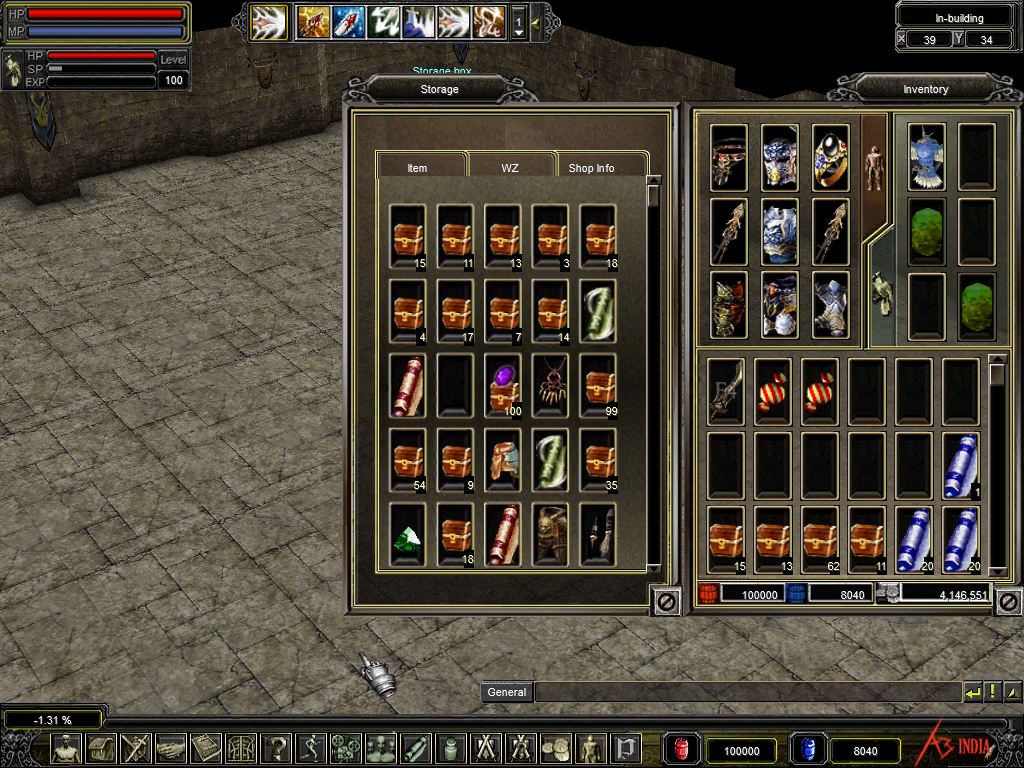 HP
MP
HP
SP
EXP
Level
100
1
In-building
X 39 Y 34
Storage box
Storage
Inventory
Item WZ Shop Info
15 11 13 3 18
4 17 7 14
100 99
54 9 35
18
1
15 13 62 11 20 20
100000 8040 4,146,551
General
-1.31 %
100000 8040
A3 INDIA